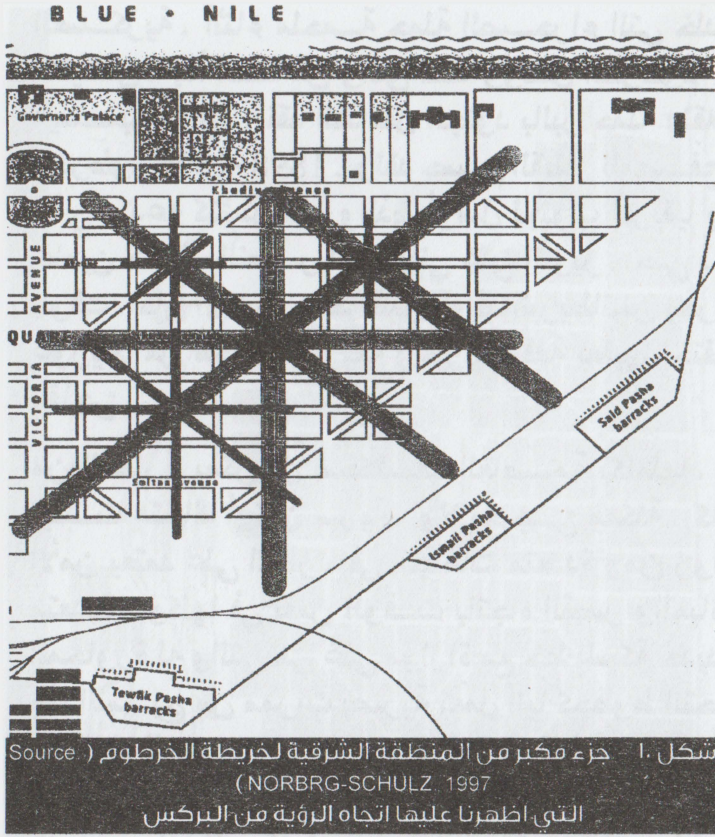 BLUE • NILE
Governor's Palace
Khediv Avenue
AVENUE
QUARE
VICTORIA
Sultan Avenue
Said Pasha
barracks
Ismail Pasha
barracks
Tewfik Pasha
barracks
شكل ١. جزء مكبر من المنطقة الشرقية لخريطة الخرطوم (Source.
NORBRG-SCHULZ, 1997)
التي اظهرنا عليها اتجاه الرؤية من البركس